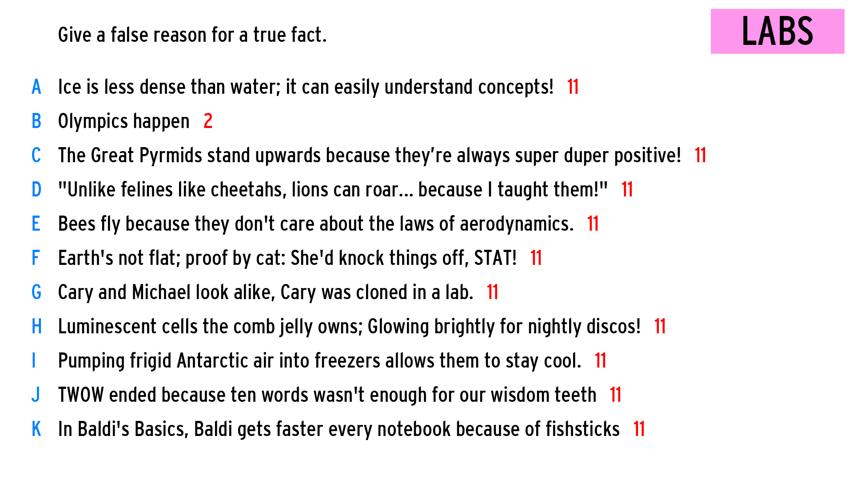 Give a false reason for a true fact.
LABS
A Ice is less dense than water; it can easily understand concepts! 11
B Olympics happen 2
C The Great Pyrmids stand upwards because they’re always super duper positive! 11
D "Unlike felines like cheetahs, lions can roar... because I taught them!" 11
E Bees fly because they don't care about the laws of aerodynamics. 11
F Earth's not flat; proof by cat: She'd knock things off, STAT! 11
G Cary and Michael look alike, Cary was cloned in a lab. 11
H Luminescent cells the comb jelly owns; Glowing brightly for nightly discos! 11
I Pumping frigid Antarctic air into freezers allows them to stay cool. 11
J TWOW ended because ten words wasn't enough for our wisdom teeth 11
K In Baldi's Basics, Baldi gets faster every notebook because of fishsticks 11